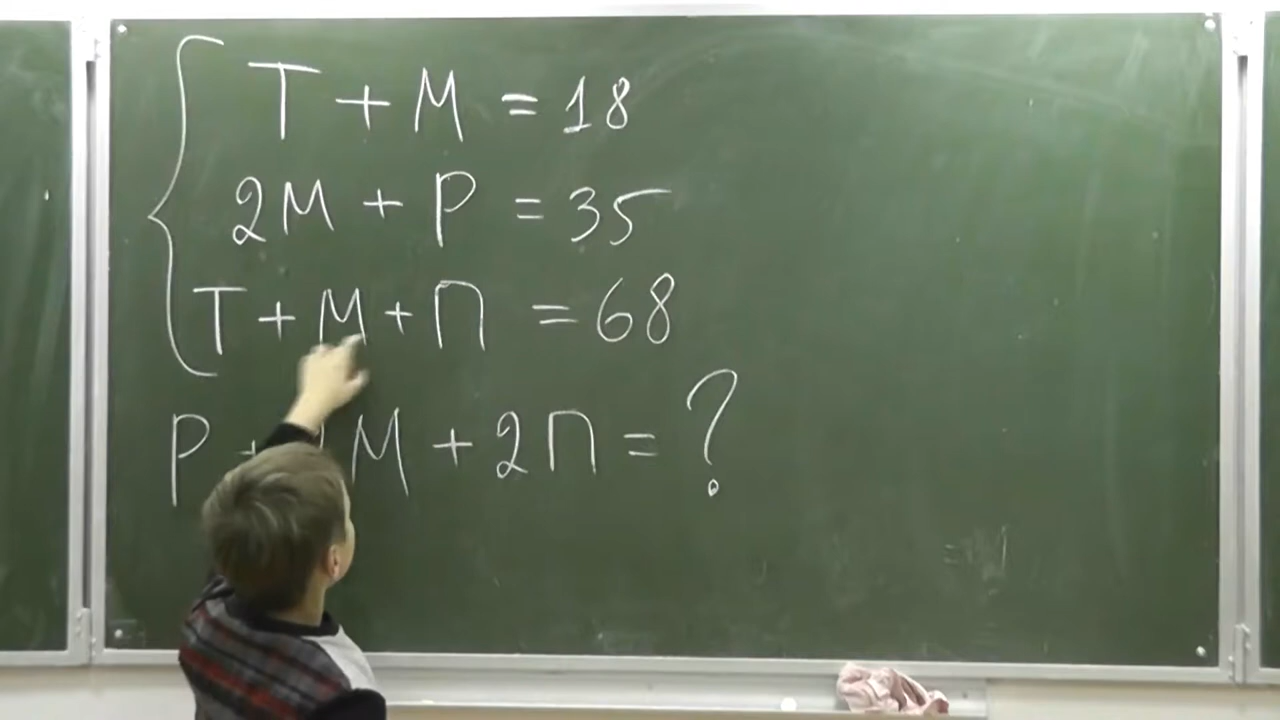 Т + М = 18
2М + Р = 35
Т + М + П = 68
Р + М + 2П = ?